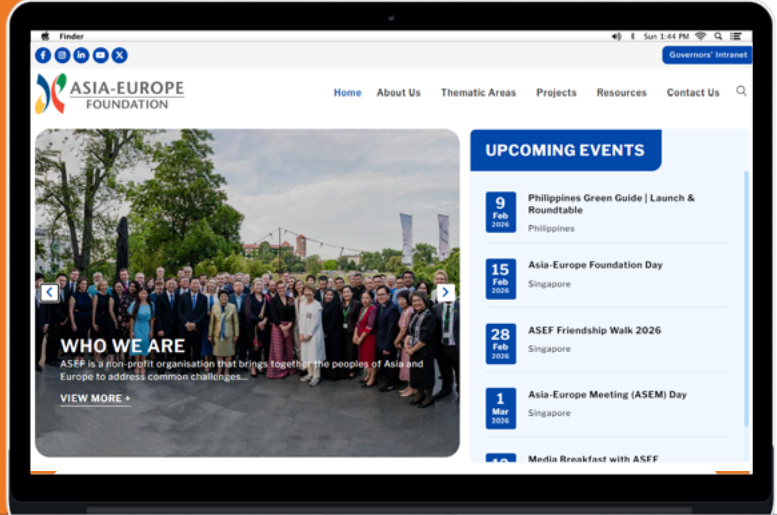 Finder
Sun 1:44 PM
Governors' Intranet
ASIA-EUROPE
FOUNDATION
Home About Us Thematic Areas Projects Resources Contact Us
WHO WE ARE
ASEF is a non-profit organisation that brings together the peoples of Asia and
Europe to address common challenges...
VIEW MORE +
UPCOMING EVENTS
9
Feb
2026
Philippines Green Guide | Launch &
Roundtable
Philippines
15
Feb
2026
Asia-Europe Foundation Day
Singapore
28
Feb
2026
ASEF Friendship Walk 2026
Singapore
1
Mar
2026
Asia-Europe Meeting (ASEM) Day
Singapore
Media Breakfast with ASEF